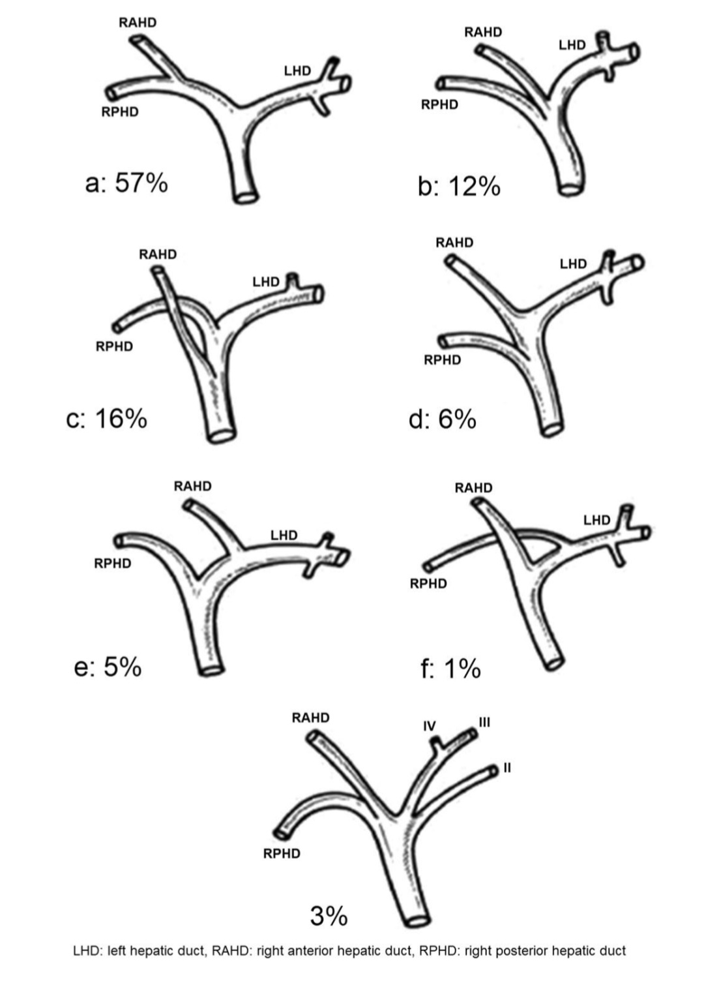 RAHD
LHD
RPHD
a: 57%
RAHD
LHD
RPHD
b: 12%
RAHD
LHD
RPHD
c: 16%
RAHD
LHD
RPHD
d: 6%
RAHD
LHD
RPHD
e: 5%
RAHD
LHD
RPHD
f: 1%
RAHD
IV
III
II
RPHD
3%
LHD: left hepatic duct, RAHD: right anterior hepatic duct, RPHD: right posterior hepatic duct